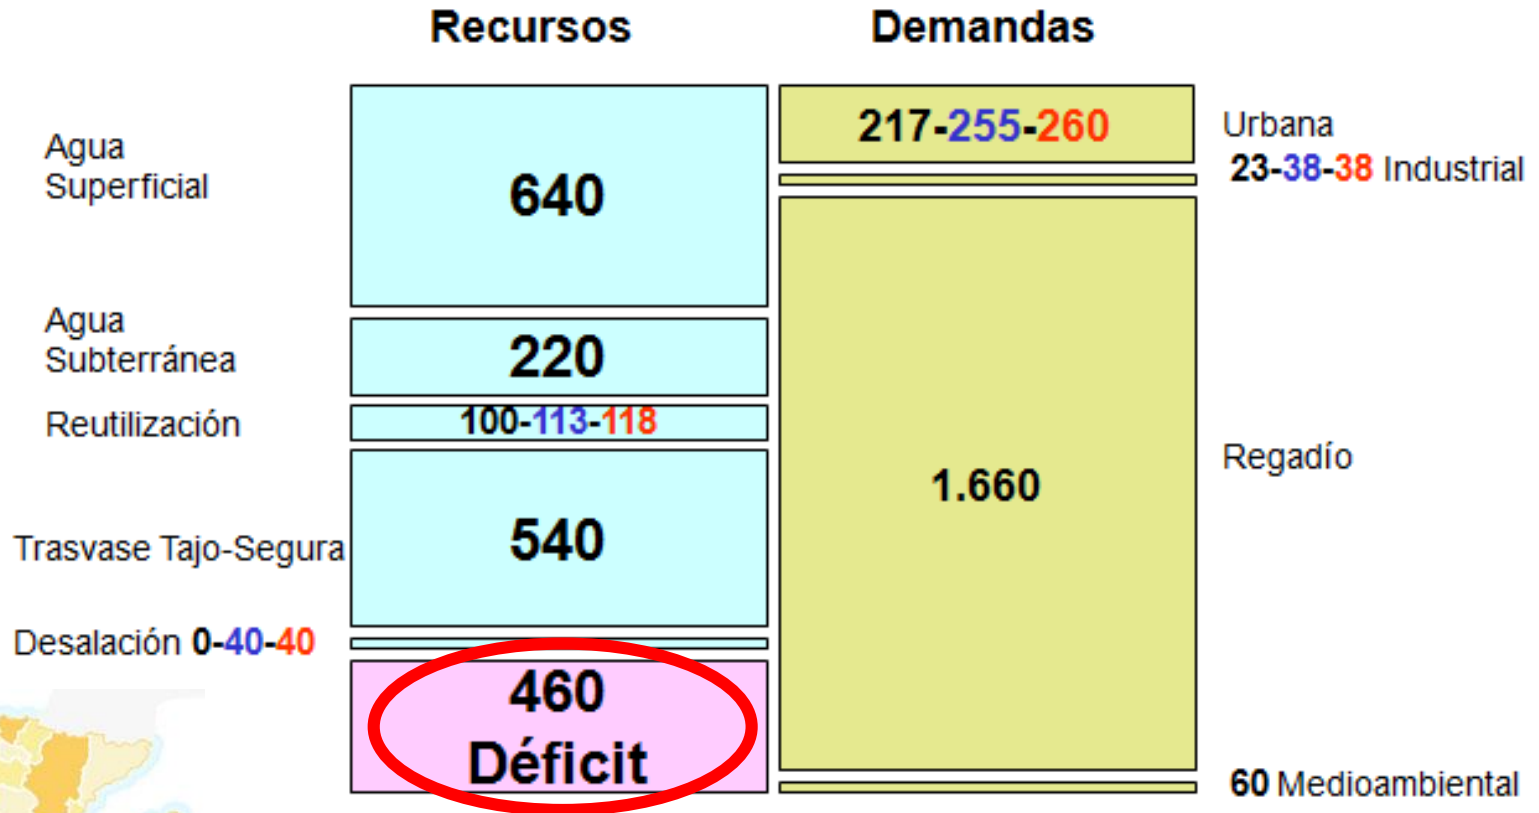 Recursos
Demandas
Agua
Superficial
640
217-255-260
Urbana
23-38-38 Industrial
Agua
Subterránea
220
Reutilización
100-113-118
1.660
Regadío
Trasvase Tajo-Segura
540
Desalación 0-40-40
460
Déficit
60 Medioambiental